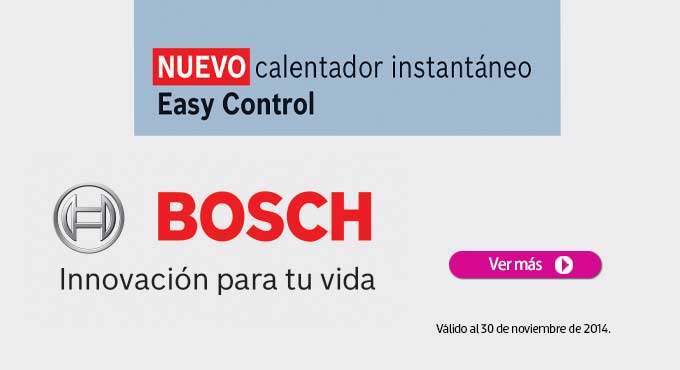 NUEVO calentador instantáneo
Easy Control
BOSCH
Innovación para tu vida
Ver más
Válido al 30 de noviembre de 2014.